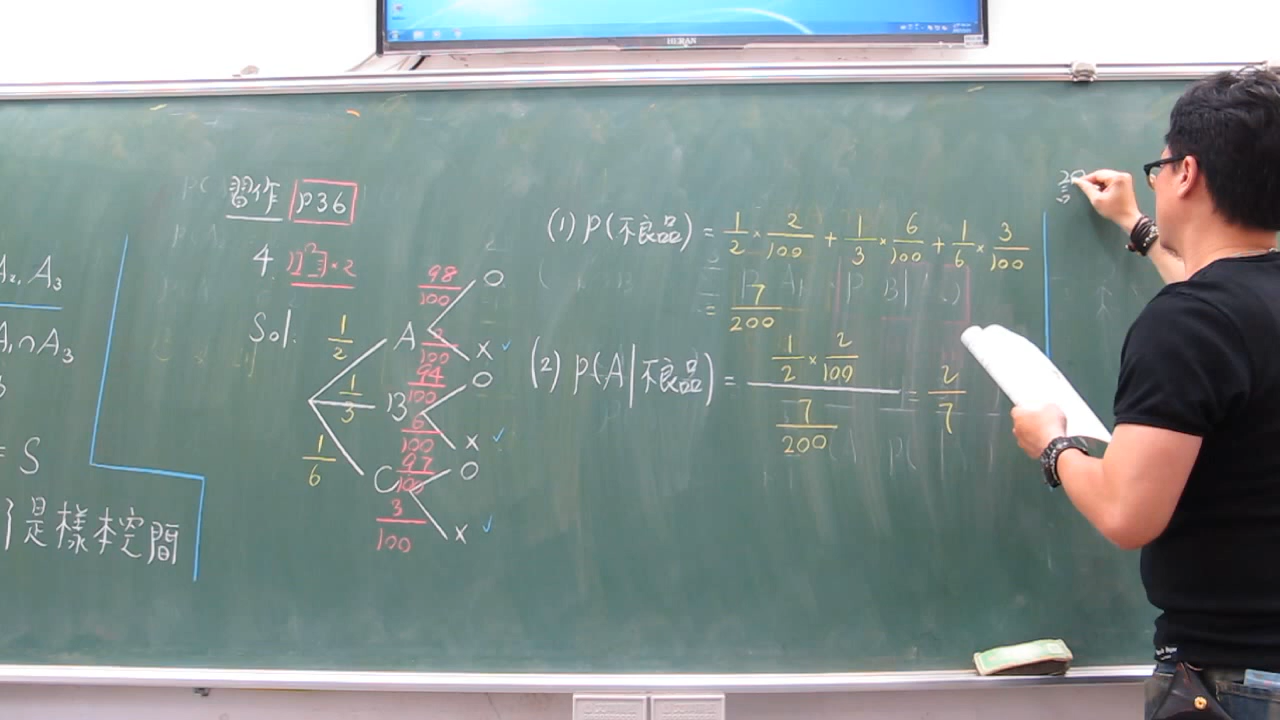 HERAN
習作 P36
4.
Sol:
A₂, A₃
A₁∩A₃
= S
是樣本空間
1/2 A 98/100 O
2/100 X ✓
1/3 B 94/100 O
6/100 X ✓
1/6 C 97/100 O
3/100 X ✓
(1) P(不良品) = 1/2 × 2/100 + 1/3 × 6/100 + 1/6 × 3/100
= 7/200
(2) P(A|不良品) = (1/2 × 2/100)/(7/200) = 2/7